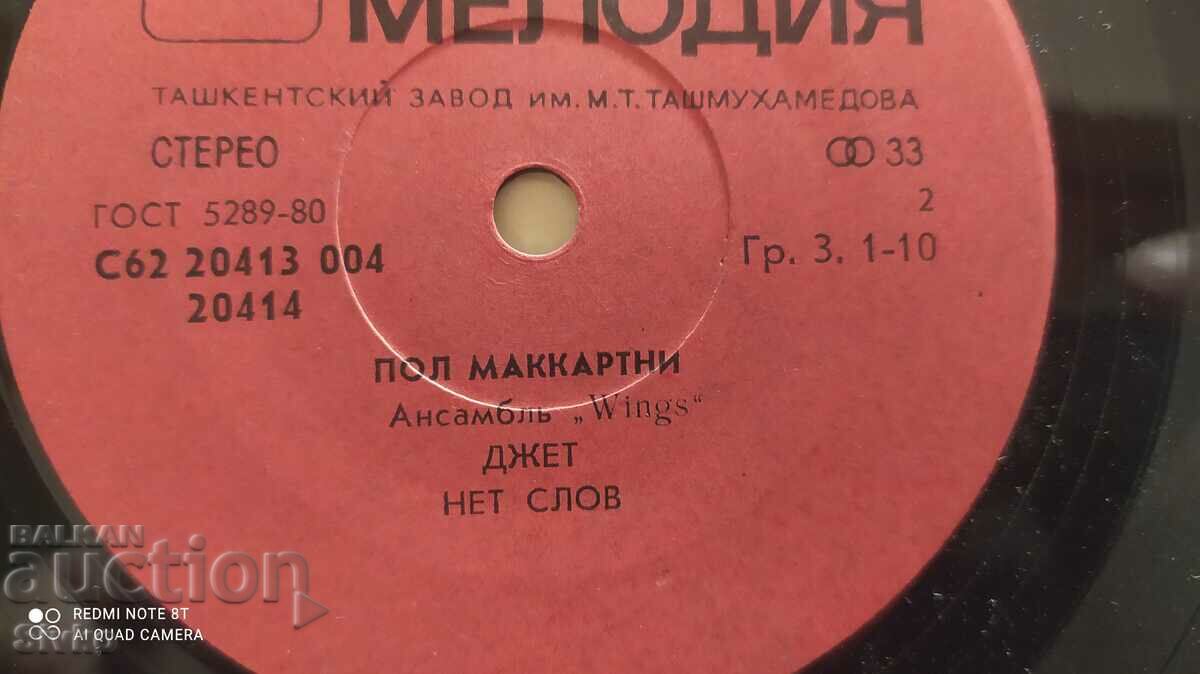 МЕЛОДИЯ
ТАШКЕНТСКИЙ ЗАВОД ИМ. М.Т. ТАШМУХАМЕДОВА
СТЕРЕО
33
ГОСТ 5289-80
2
С62 20413 004
Гр. 3. 1-10
20414
ПОЛ МАККАРТНИ
Ансамбль „Wings“
ДЖЕТ
НЕТ СЛОВ
BALKAN
auction
REDMI NOTE 8T
AI QUAD CAMERA